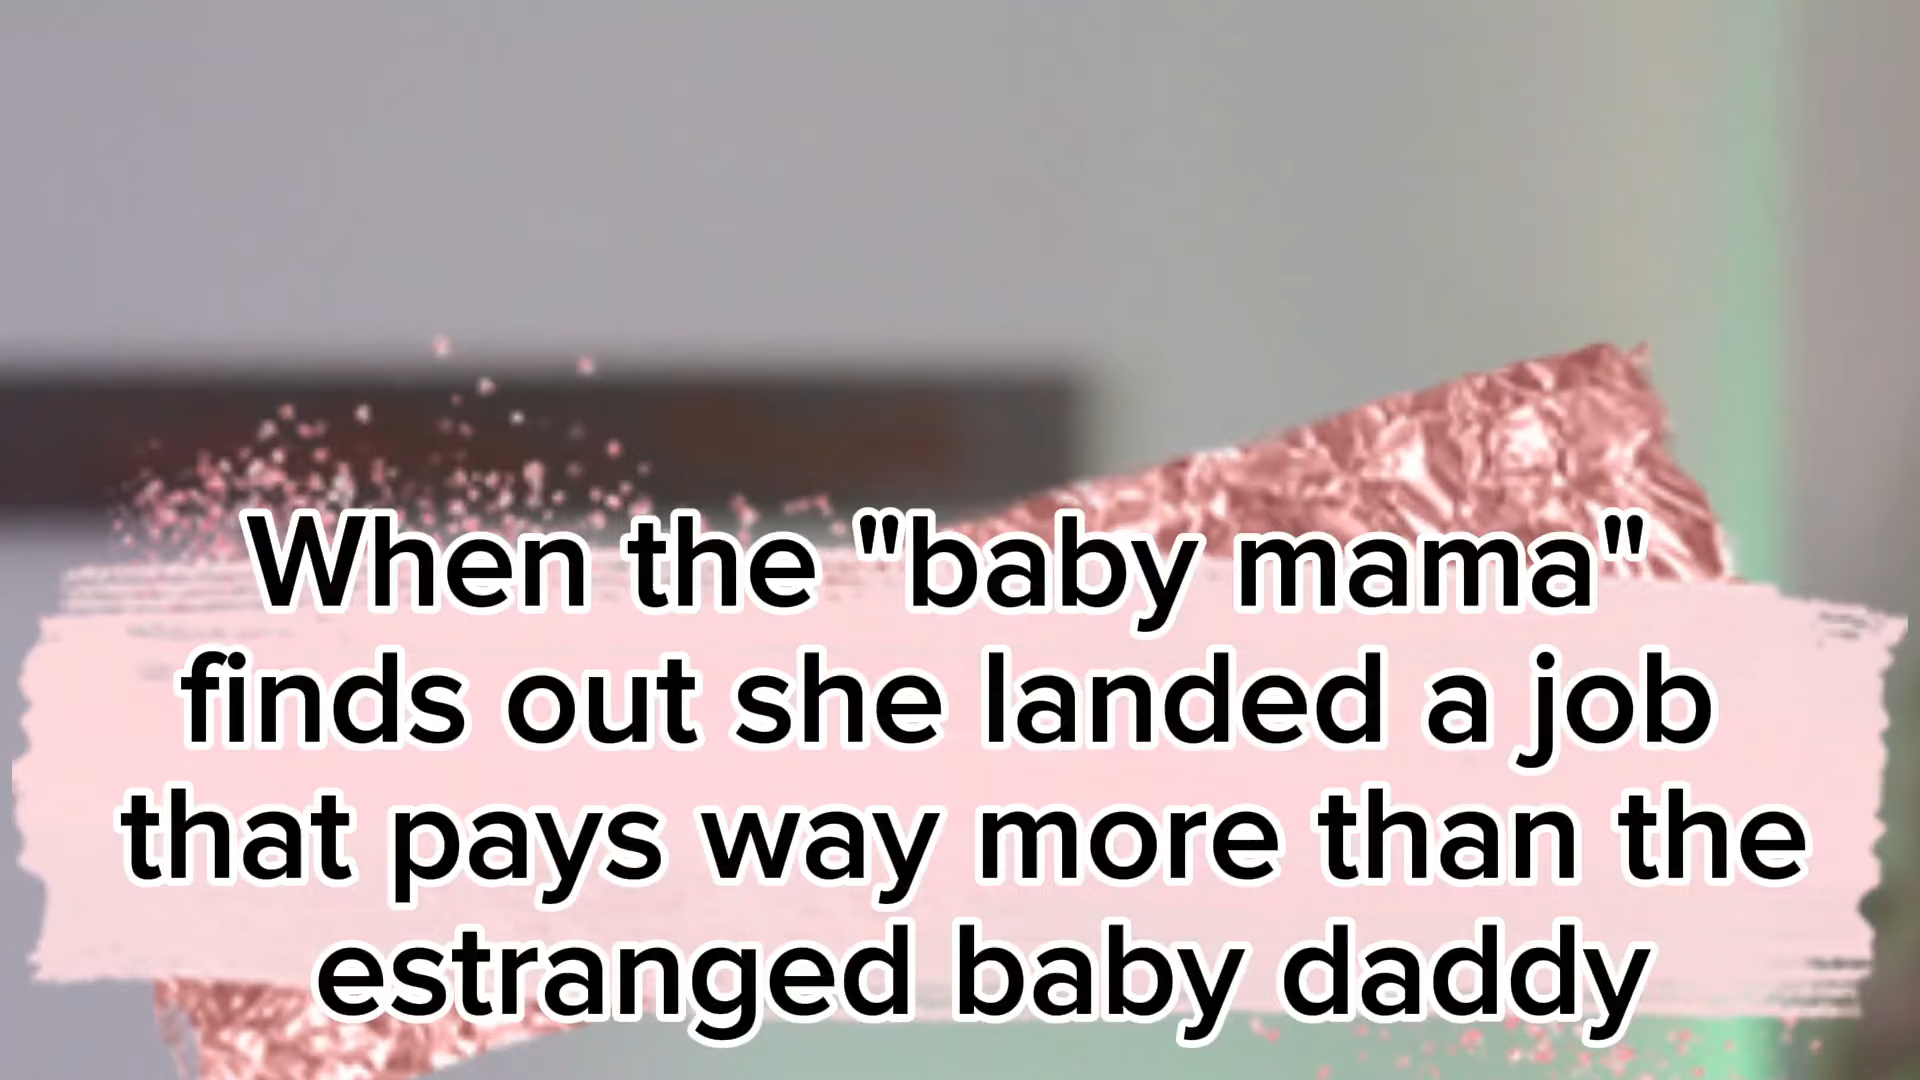 When the "baby mama"
finds out she landed a job
that pays way more than the
estranged baby daddy